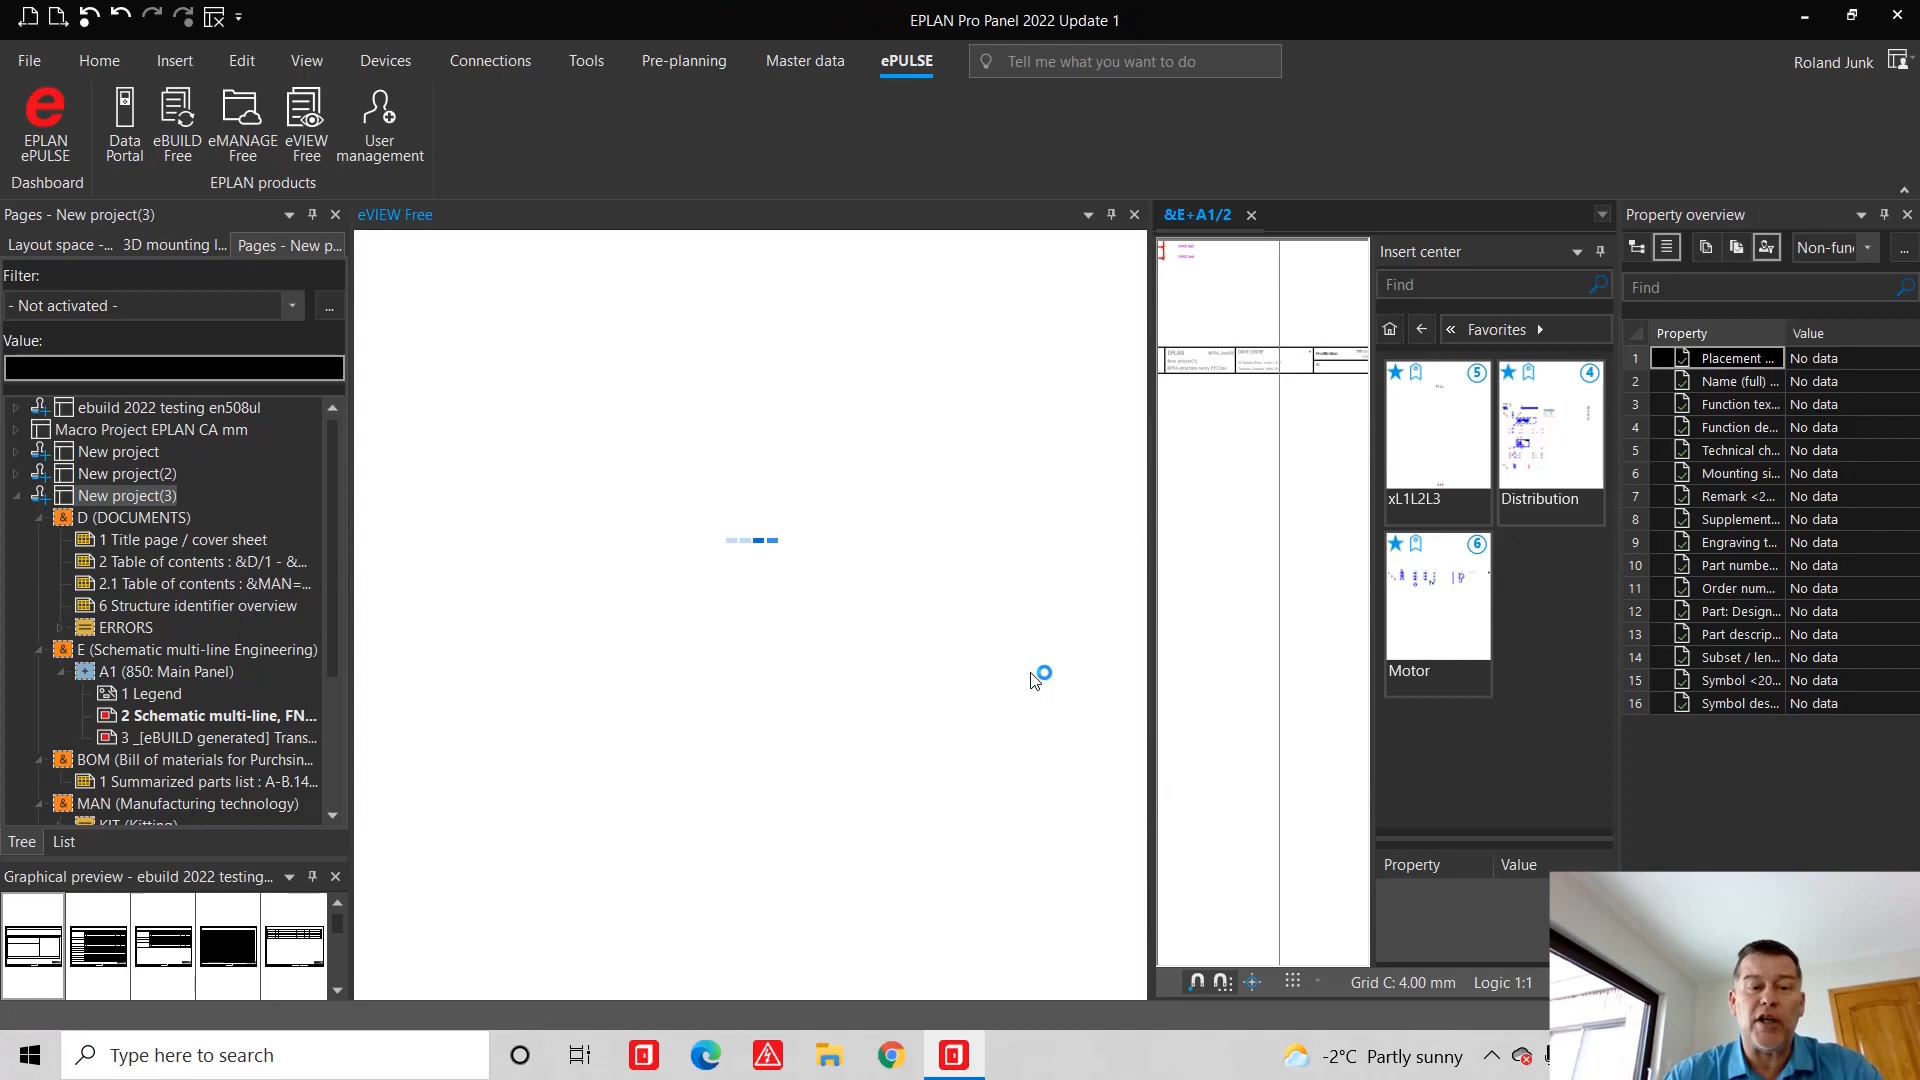 EPLAN Pro Panel 2022 Update 1
File
Home
Insert
Edit
View
Devices
Connections
Tools
Pre-planning
Master data
ePULSE
Tell me what you want to do
Roland Junk
EPLAN ePULSE
Data Portal
eBUILD Free
eMANAGE Free
eVIEW Free
User management
Dashboard
EPLAN products
Pages - New project(3)
Layout space -...
3D mounting l...
Pages - New p...
Filter:
- Not activated -
...
Value:
ebuild 2022 testing en508ul
Macro Project EPLAN CA mm
New project
New project(2)
New project(3)
D (DOCUMENTS)
1 Title page / cover sheet
2 Table of contents : &D/1 - &...
2.1 Table of contents : &MAN=...
6 Structure identifier overview
ERRORS
E (Schematic multi-line Engineering)
A1 (850: Main Panel)
1 Legend
2 Schematic multi-line, FN...
3 _[eBUILD generated] Trans...
BOM (Bill of materials for Purchsin...
1 Summarized parts list : A-B.14...
MAN (Manufacturing technology)
KIT (Kitting)
Tree
List
Graphical preview - ebuild 2022 testing...
eVIEW Free
&E+A1/2
EPLAN
Insert center
Find
« Favorites
5
xL1L2L3
4
Distribution
6
Motor
Property
Value
Grid C: 4.00 mm
Logic 1:1
Property overview
Non-fun
...
Find
Property
Value
1 Placement ... No data
2 Name (full) ... No data
3 Function tex... No data
4 Function de... No data
5 Technical ch... No data
6 Mounting si... No data
7 Remark <2... No data
8 Supplement... No data
9 Engraving t... No data
10 Part numbe... No data
11 Order num... No data
12 Part: Design... No data
13 Part descrip... No data
14 Subset / len... No data
15 Symbol <20... No data
16 Symbol des... No data
Type here to search
-2°C Partly sunny